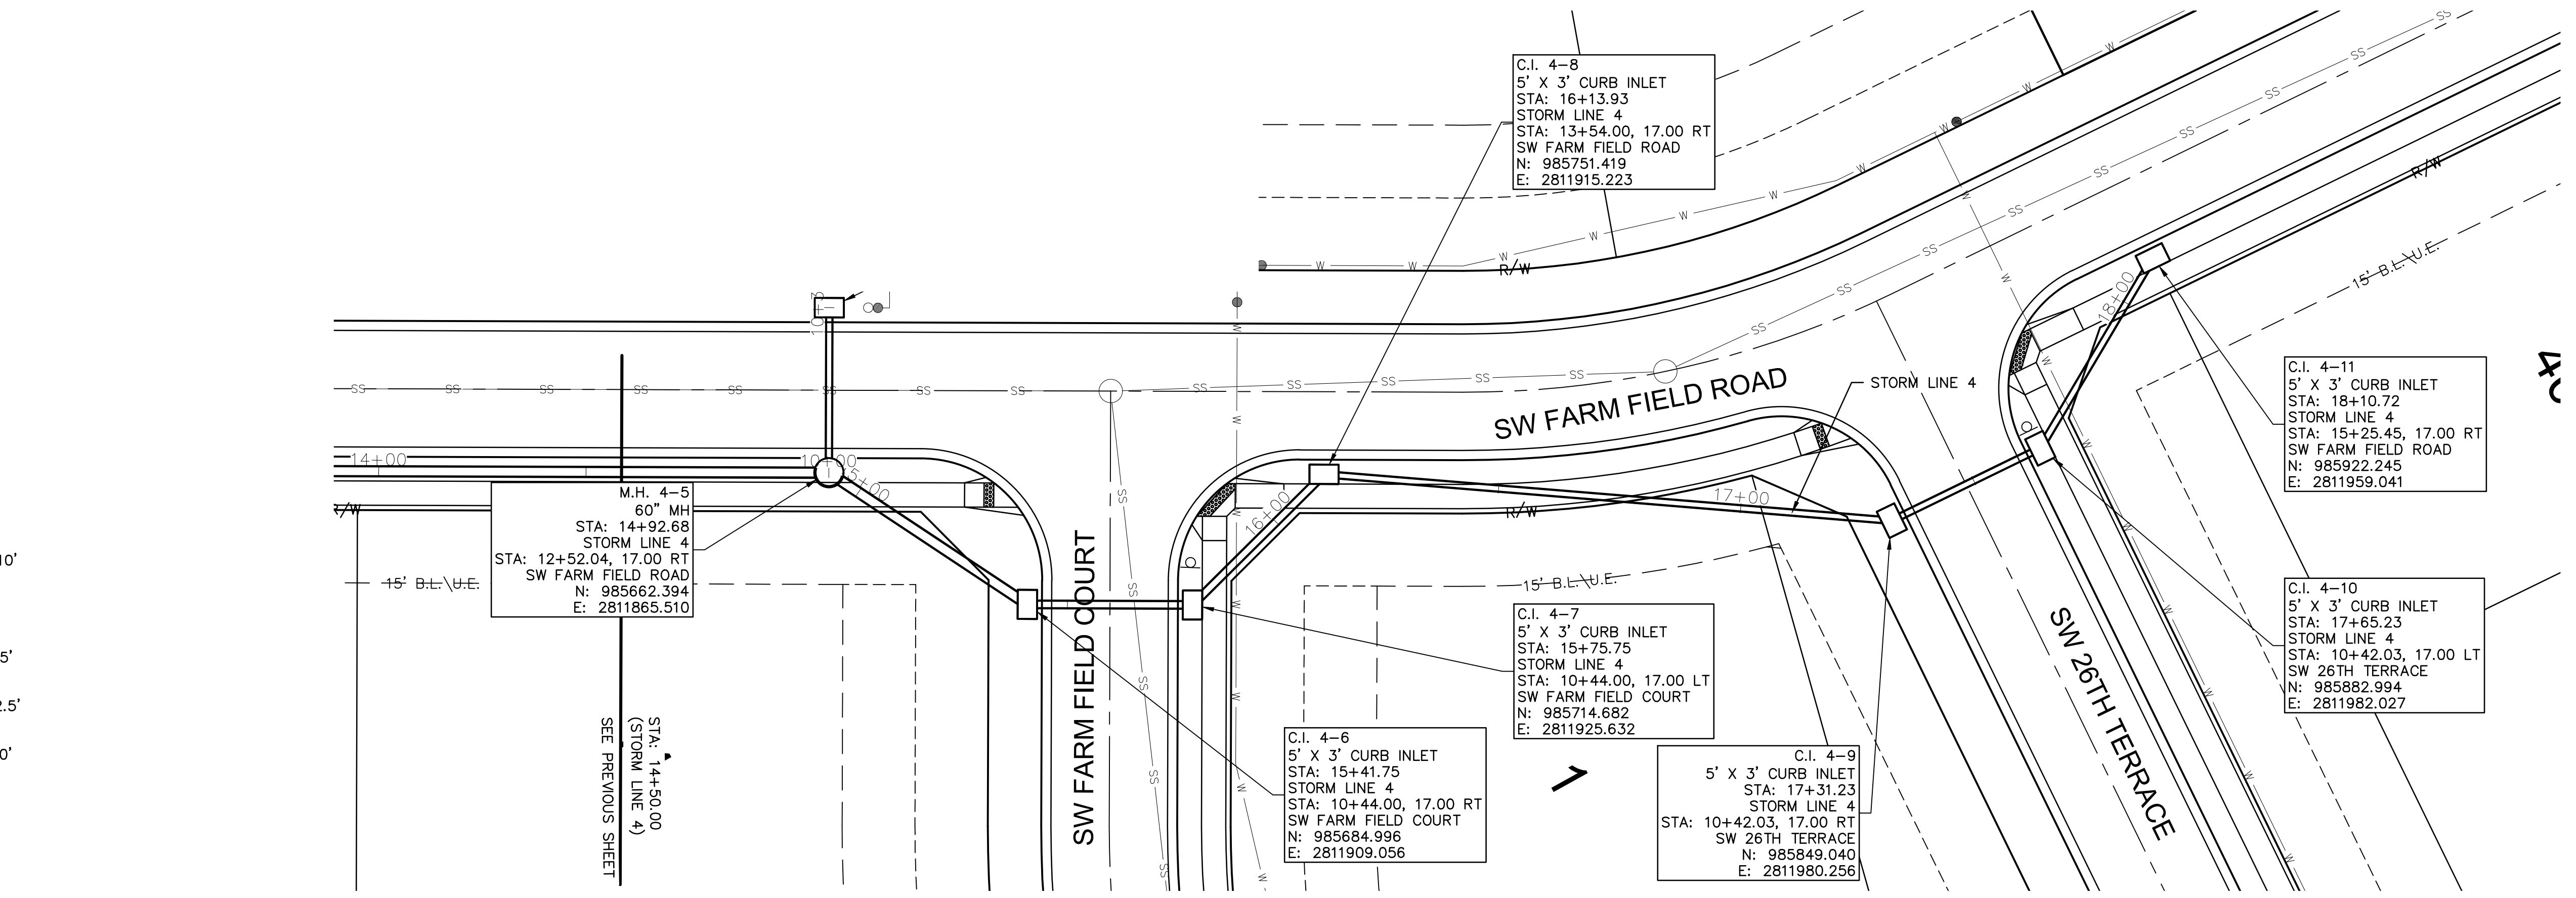 C.I. 4-8
5' X 3' CURB INLET
STA: 16+13.93
STORM LINE 4
STA: 13+54.00, 17.00 RT
SW FARM FIELD ROAD
N: 985751.419
E: 2811915.223
R/W
R/W
15' B.L.\U.E.
18+00
C.I. 4-11
5' X 3' CURB INLET
STA: 18+10.72
STORM LINE 4
STA: 15+25.45, 17.00 RT
SW FARM FIELD ROAD
N: 985922.245
E: 2811959.041
STORM LINE 4
SW FARM FIELD ROAD
14+00
10+00
15+00
16+00
17+00
R/W
R/W
M.H. 4-5
60" MH
STA: 14+92.68
STORM LINE 4
STA: 12+52.04, 17.00 RT
SW FARM FIELD ROAD
N: 985662.394
E: 2811865.510
15' B.L.\U.E.
15' B.L.\U.E.
10'
5'
2.5'
0'
SW FARM FIELD COURT
C.I. 4-7
5' X 3' CURB INLET
STA: 15+75.75
STORM LINE 4
STA: 10+44.00, 17.00 LT
SW FARM FIELD COURT
N: 985714.682
E: 2811925.632
C.I. 4-10
5' X 3' CURB INLET
STA: 17+65.23
STORM LINE 4
STA: 10+42.03, 17.00 LT
SW 26TH TERRACE
N: 985882.994
E: 2811982.027
SW 26TH TERRACE
STA: 14+50.00
(STORM LINE 4)
SEE PREVIOUS SHEET
C.I. 4-6
5' X 3' CURB INLET
STA: 15+41.75
STORM LINE 4
STA: 10+44.00, 17.00 RT
SW FARM FIELD COURT
N: 985684.996
E: 2811909.056
C.I. 4-9
5' X 3' CURB INLET
STA: 17+31.23
STORM LINE 4
STA: 10+42.03, 17.00 RT
SW 26TH TERRACE
N: 985849.040
E: 2811980.256